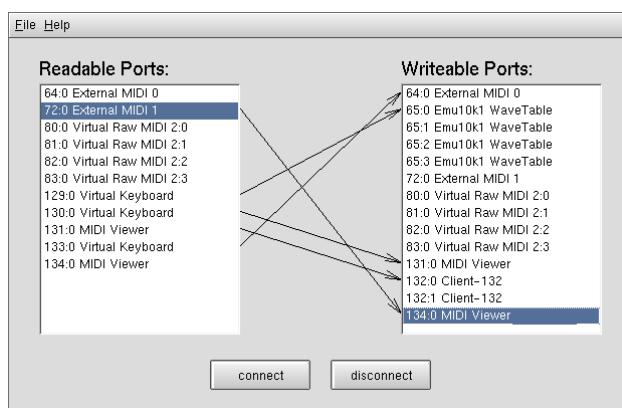 File Help
Readable Ports:
64:0 External MIDI 0
72:0 External MIDI 1
80:0 Virtual Raw MIDI 2:0
81:0 Virtual Raw MIDI 2:1
82:0 Virtual Raw MIDI 2:2
83:0 Virtual Raw MIDI 2:3
129:0 Virtual Keyboard
130:0 Virtual Keyboard
131:0 MIDI Viewer
133:0 Virtual Keyboard
134:0 MIDI Viewer
Writeable Ports:
64:0 External MIDI 0
65:0 Emu10k1 WaveTable
65:1 Emu10k1 WaveTable
65:2 Emu10k1 WaveTable
65:3 Emu10k1 WaveTable
72:0 External MIDI 1
80:0 Virtual Raw MIDI 2:0
81:0 Virtual Raw MIDI 2:1
82:0 Virtual Raw MIDI 2:2
83:0 Virtual Raw MIDI 2:3
131:0 MIDI Viewer
132:0 Client-132
132:1 Client-132
134:0 MIDI Viewer
connect
disconnect